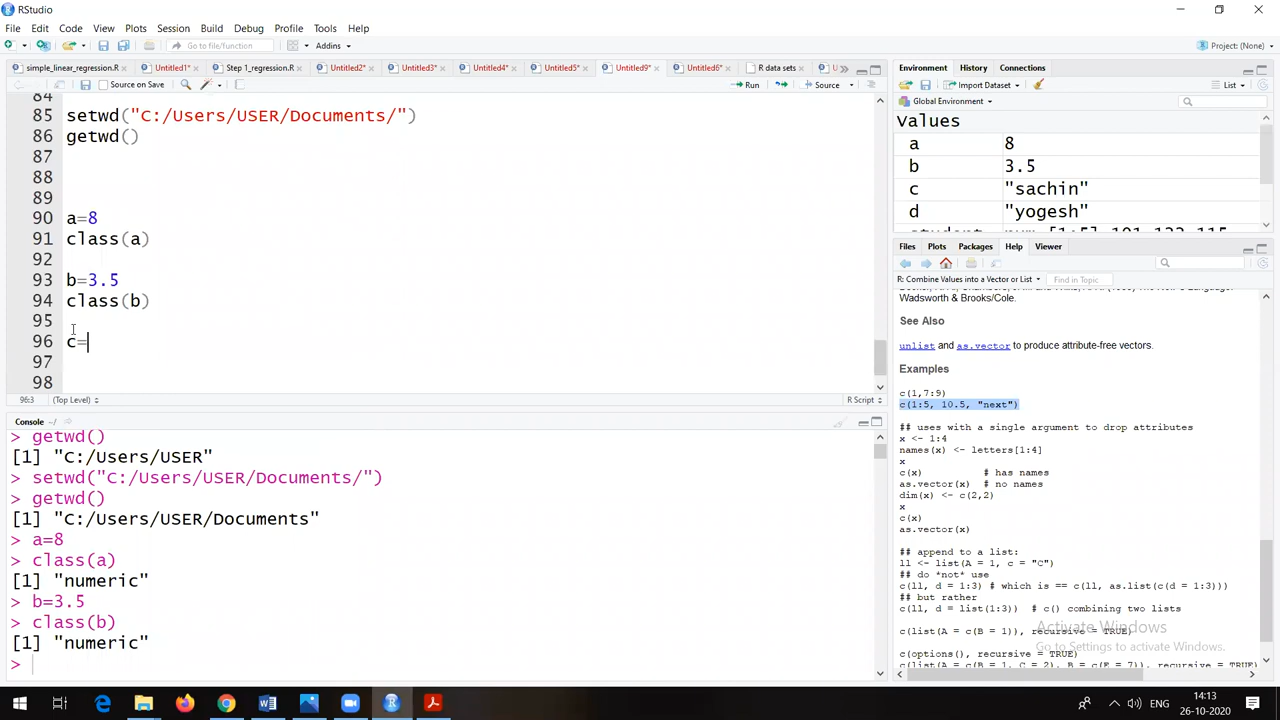 RStudio
File Edit Code View Plots Session Build Debug Profile Tools Help
Go to file/function Addins Project: (None)
simple_linear_regression.R Untitled1* Step 1_regression.R Untitled2* Untitled3* Untitled4* Untitled5* Untitled9* Untitled6* R data sets
Source on Save Run Source
84
85 setwd("C:/Users/USER/Documents/")
86 getwd()
87
88
89
90 a=8
91 class(a)
92
93 b=3.5
94 class(b)
95
96 c=
97
98
96:3 (Top Level) R Script
Console ~/
> getwd()
[1] "C:/Users/USER"
> setwd("C:/Users/USER/Documents/")
> getwd()
[1] "C:/Users/USER/Documents"
> a=8
> class(a)
[1] "numeric"
> b=3.5
> class(b)
[1] "numeric"
>
Environment History Connections
Import Dataset List
Global Environment
Values
a 8
b 3.5
c "sachin"
d "yogesh"
Files Plots Packages Help Viewer
R: Combine Values into a Vector or List Find in Topic
Wadsworth & Brooks/Cole.
See Also
unlist and as.vector to produce attribute-free vectors.
Examples
c(1,7:9)
c(1:5, 10.5, "next")
## uses with a single argument to drop attributes
x <- 1:4
names(x) <- letters[1:4]
x
c(x) # has names
as.vector(x) # no names
dim(x) <- c(2,2)
x
c(x)
as.vector(x)
## append to a list:
ll <- list(A = 1, c = "C")
## do *not* use
c(ll, d = 1:3) # which is == c(ll, as.list(c(d = 1:3)))
## but rather
c(ll, d = list(1:3)) # c() combining two lists
c(list(A = c(B = 1)), recursive = TRUE)
c(options(), recursive = TRUE)
c(list(A = c(B = 1, C = 2), B = c(E = 7)), recursive = TRUE)
Activate Windows
Go to Settings to activate Windows.
ENG
14:13
26-10-2020